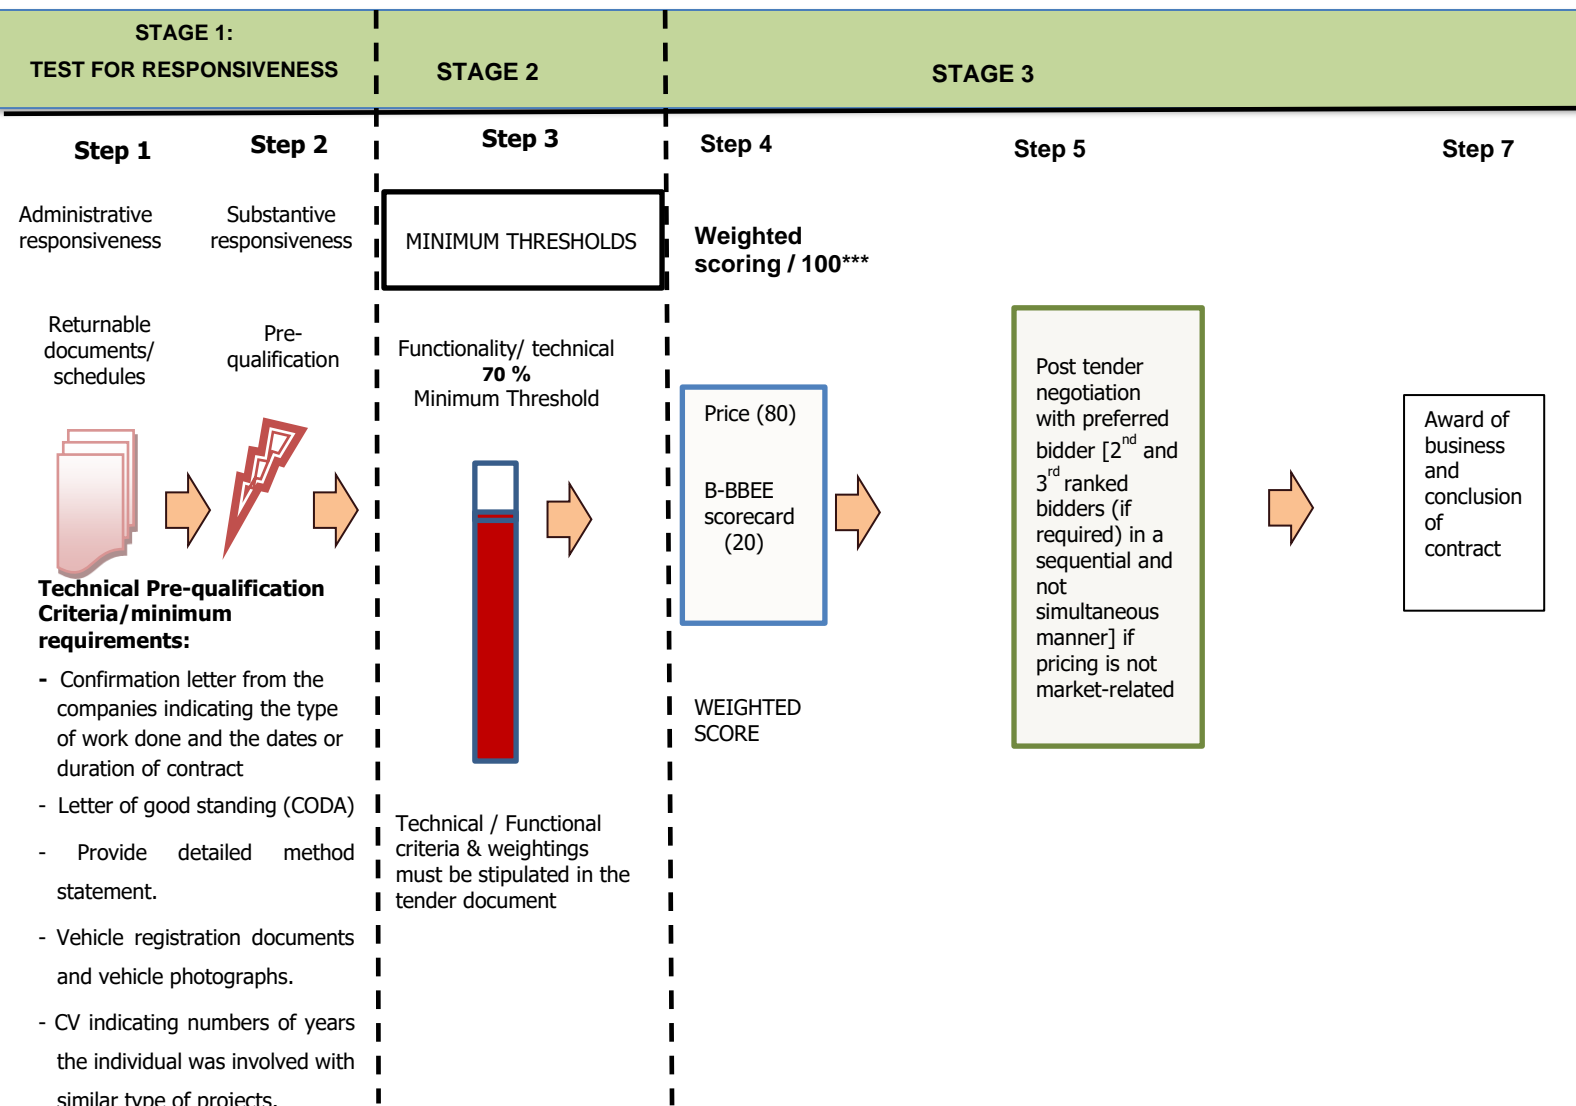 STAGE 1:
TEST FOR RESPONSIVENESS
STAGE 2
STAGE 3
Step 1
Step 2
Step 3
Step 4
Step 5
Step 7
Administrative
responsiveness
Substantive
responsiveness
MINIMUM THRESHOLDS
Weighted
scoring / 100***
Returnable
documents/
schedules
Pre-
qualification
Functionality/ technical
70 %
Minimum Threshold
Price (80)
B-BBEE
scorecard
(20)
Post tender
negotiation
with preferred
bidder [2nd and
3rd ranked
bidders (if
required) in a
sequential and
not
simultaneous
manner] if
pricing is not
market-related
Award of
business
and
conclusion
of
contract
Technical Pre-qualification
Criteria/minimum
requirements:
- Confirmation letter from the
companies indicating the type
of work done and the dates or
duration of contract
- Letter of good standing (CODA)
- Provide detailed method
statement.
- Vehicle registration documents
and vehicle photographs.
- CV indicating numbers of years
the individual was involved with
similar type of projects.
WEIGHTED
SCORE
Technical / Functional
criteria & weightings
must be stipulated in the
tender document